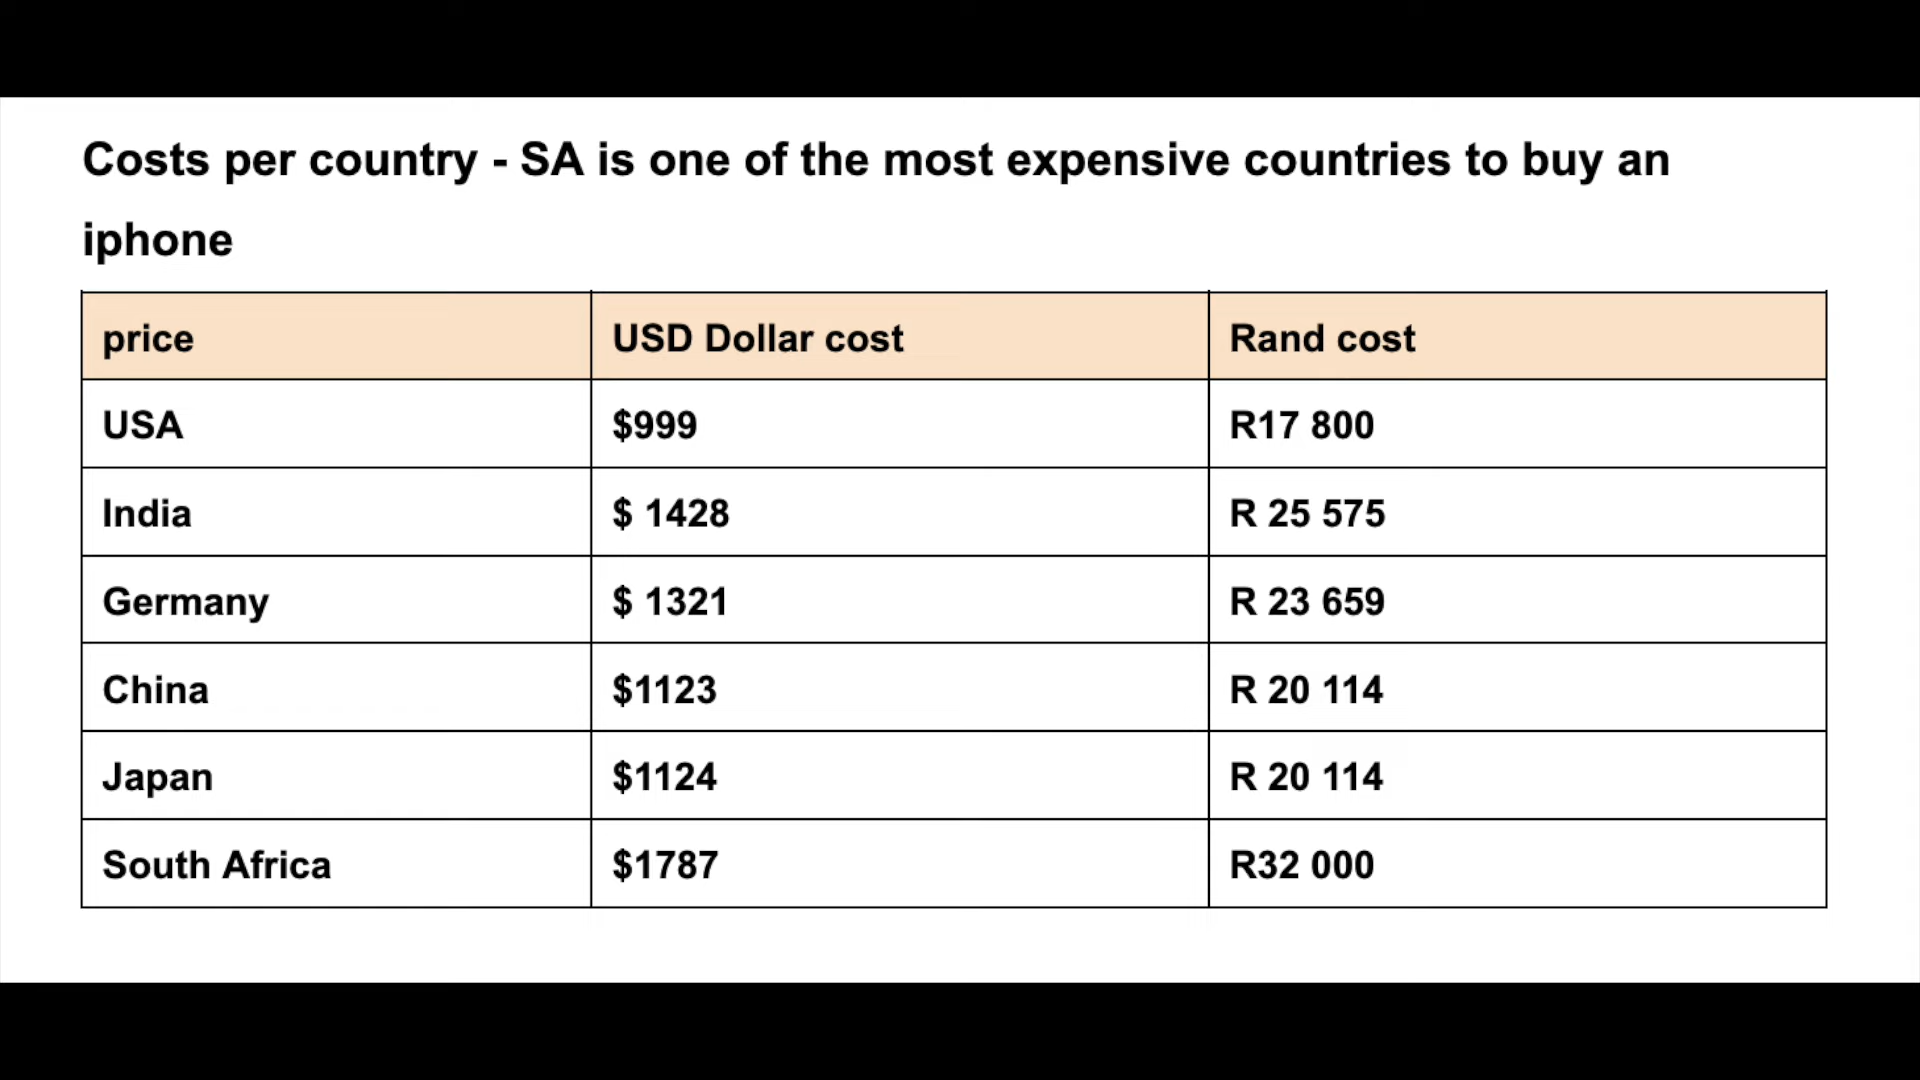 Costs per country - SA is one of the most expensive countries to buy an
iphone
price USD Dollar cost Rand cost
USA $999 R17 800
India $ 1428 R 25 575
Germany $ 1321 R 23 659
China $1123 R 20 114
Japan $1124 R 20 114
South Africa $1787 R32 000